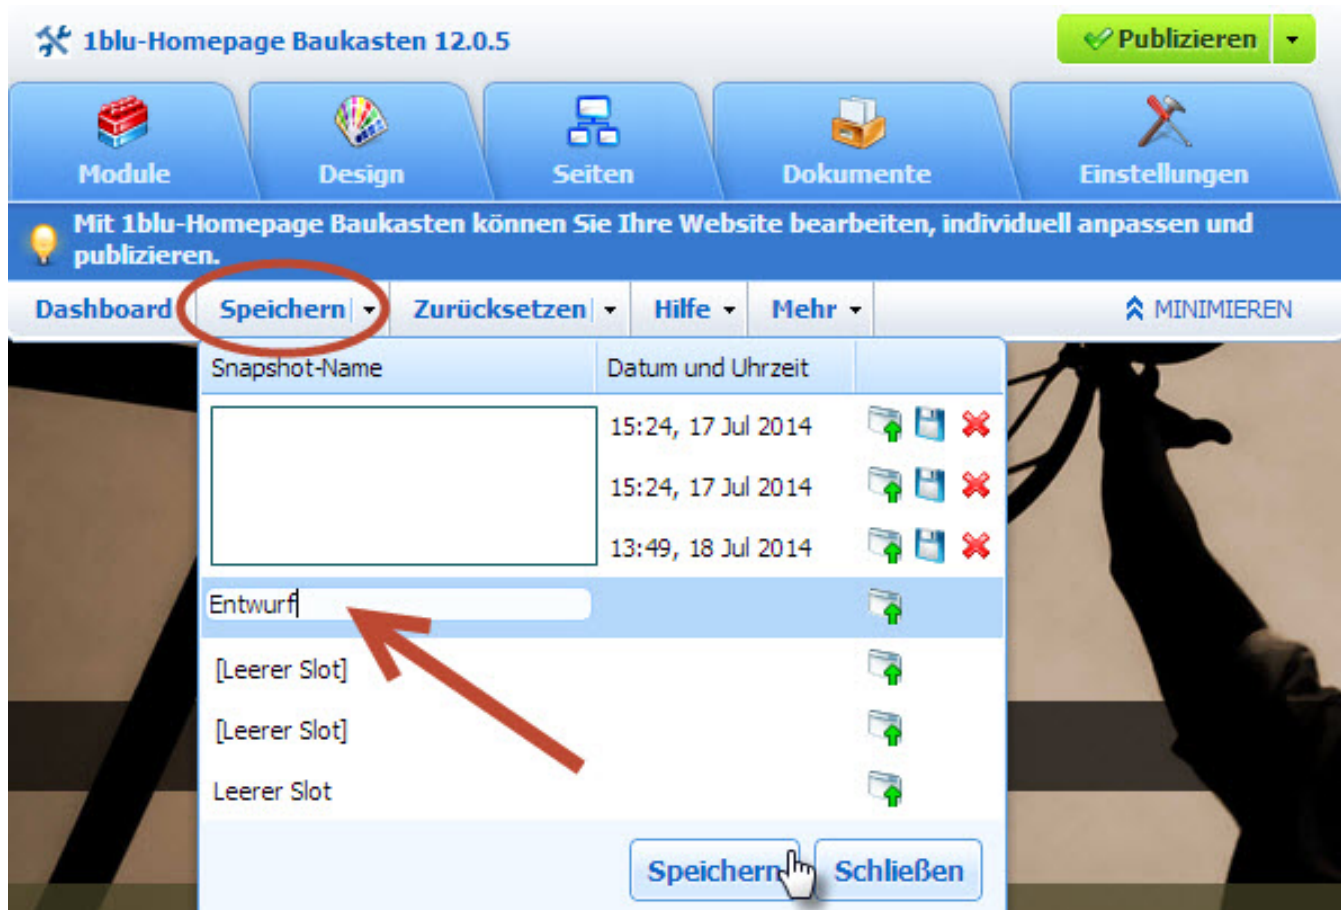 1blu-Homepage Baukasten 12.0.5
Publizieren
Module
Design
Seiten
Dokumente
Einstellungen
Mit 1blu-Homepage Baukasten können Sie Ihre Website bearbeiten, individuell anpassen und
publizieren.
Dashboard Speichern Zurücksetzen Hilfe Mehr MINIMIEREN
Snapshot-Name Datum und Uhrzeit
15:24, 17 Jul 2014
15:24, 17 Jul 2014
13:49, 18 Jul 2014
Entwurf
[Leerer Slot]
[Leerer Slot]
Leerer Slot
Speichern Schließen